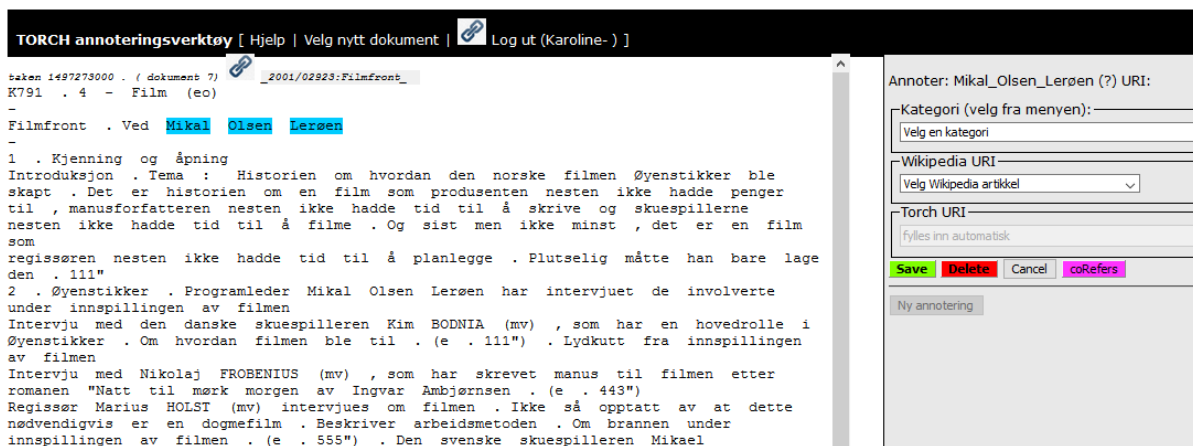 TORCH annoteringsverktøy [ Hjelp | Velg nytt dokument | Log ut (Karoline- ) ]
taken 1497273000 . ( dokument 7) _2001/02923:Filmfront_
K791 . 4 - Film (eo)
-
Filmfront . Ved Mikal Olsen Lerøen
-
1 . Kjenning og åpning
Introduksjon . Tema : Historien om hvordan den norske filmen Øyenstikker ble
skapt . Det er historien om en film som produsenten nesten ikke hadde penger
til , manusforfatteren nesten ikke hadde tid til å skrive og skuespillerne
nesten ikke hadde tid til å filme . Og sist men ikke minst , det er en film
som
regissøren nesten ikke hadde tid til å planlegge . Plutselig måtte han bare lage
den . 111"
2 . Øyenstikker . Programleder Mikal Olsen Lerøen har intervjuet de involverte
under innspillingen av filmen
Intervju med den danske skuespilleren Kim BODNIA (mv) , som har en hovedrolle i
Øyenstikker . Om hvordan filmen ble til . (e . 111") . Lydkutt fra innspillingen
av filmen
Intervju med Nikolaj FROBENIUS (mv) , som har skrevet manus til filmen etter
romanen "Natt til mørk morgen av Ingvar Ambjørnsen . (e . 443")
Regissør Marius HOLST (mv) intervjues om filmen . Ikke så opptatt av at dette
nødvendigvis er en dogmefilm . Beskriver arbeidsmetoden . Om brannen under
innspillingen av filmen . (e . 555") . Den svenske skuespilleren Mikael
Annoter: Mikal_Olsen_Lerøen (?) URI:
Kategori (velg fra menyen):
Velg en kategori
Wikipedia URI
Velg Wikipedia artikkel
Torch URI
fylles inn automatisk
Save Delete Cancel coRefers
Ny annotering